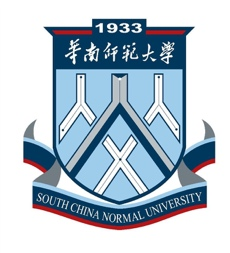 1933
華南師範大學
SOUTH CHINA NORMAL UNIVERSITY